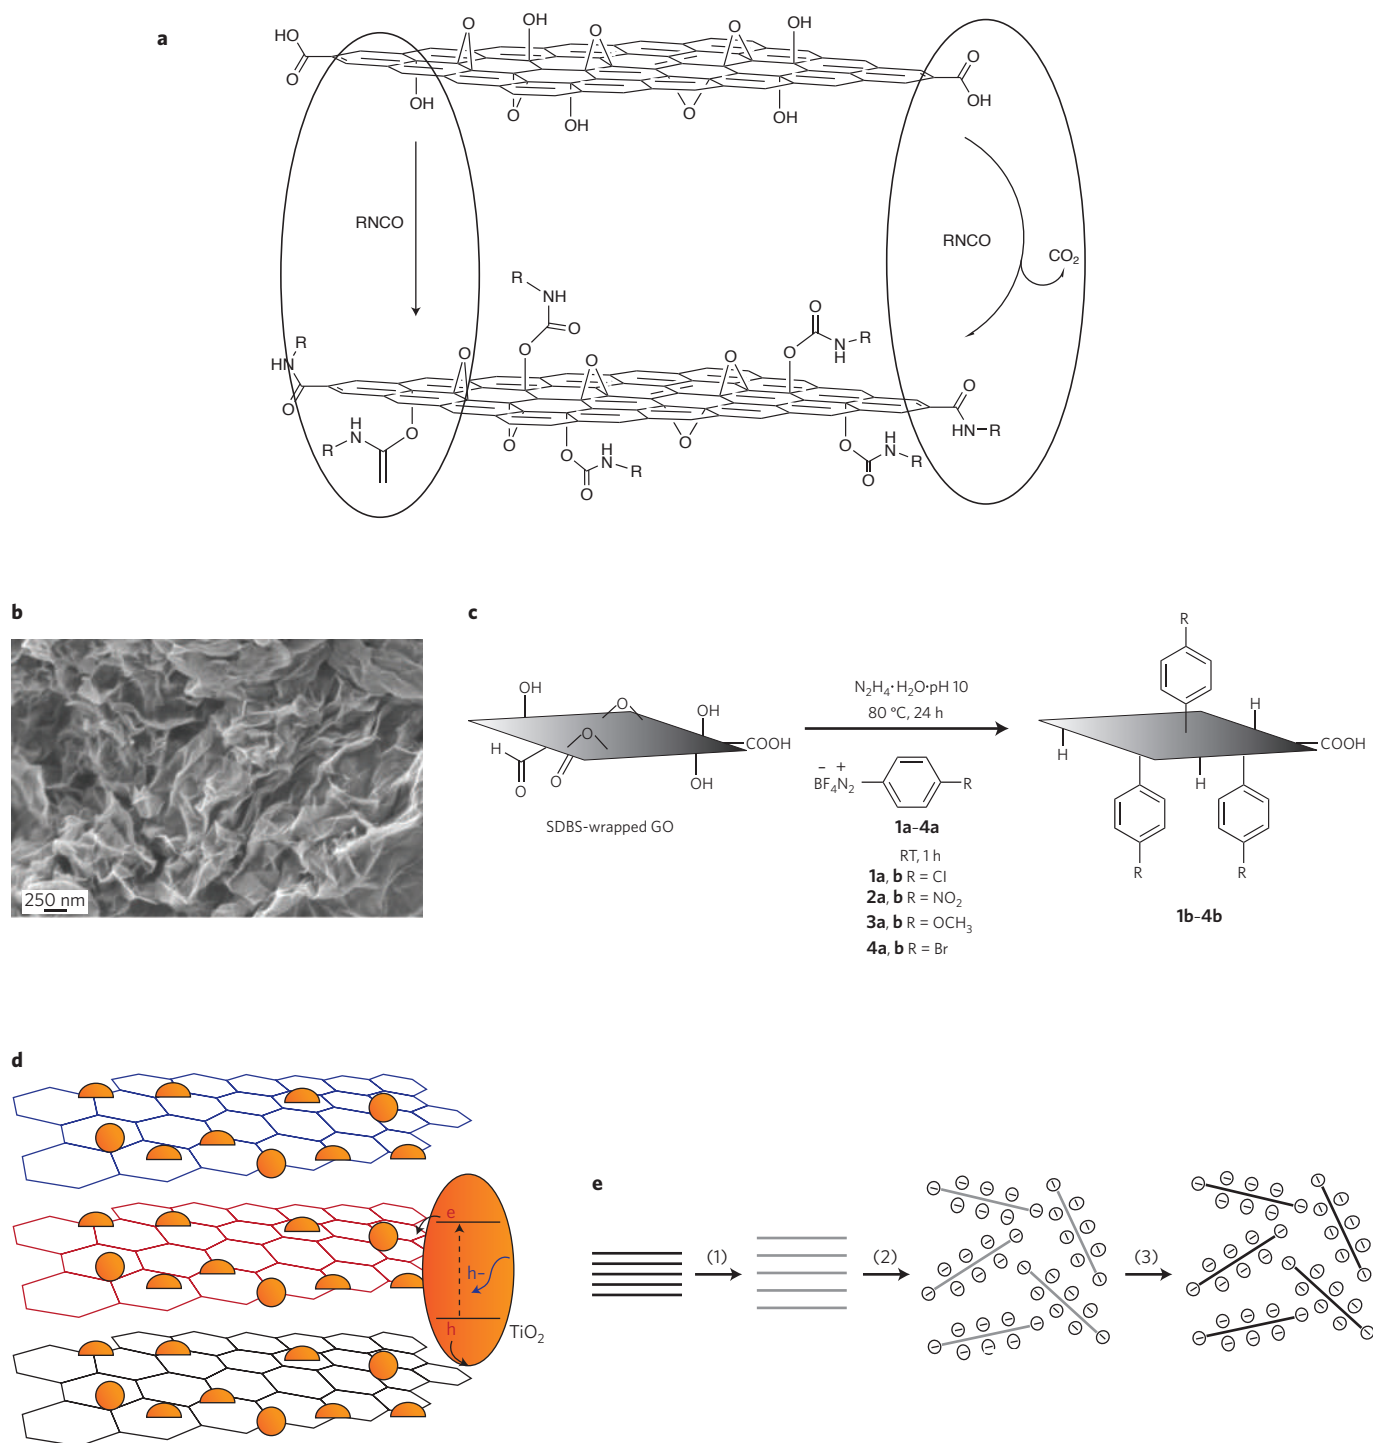 a
HO
O
O
OH
O
O
OH
O
OH
OH
O
OH
O
OH
O
OH
RNCO
RNCO
CO₂
R
NH
O
O
O
O
N
H
R
R
HN
O
O
O
O
O
HN–R
H
N
R
O
O
O
O
H
N
R
O
O
O
H
N
R
O
b
250 nm
c
OH
O
O
H
O
O
OH
COOH
OH
SDBS-wrapped GO
N₂H₄·H₂O·pH 10
80 °C, 24 h
– +
BF₄N₂
R
1a–4a
RT, 1 h
1a, b R = Cl
2a, b R = NO₂
3a, b R = OCH₃
4a, b R = Br
R
H
H
H
COOH
R
R
1b–4b
d
e
h–
h
TiO₂
e
(1)
(2)
(3)